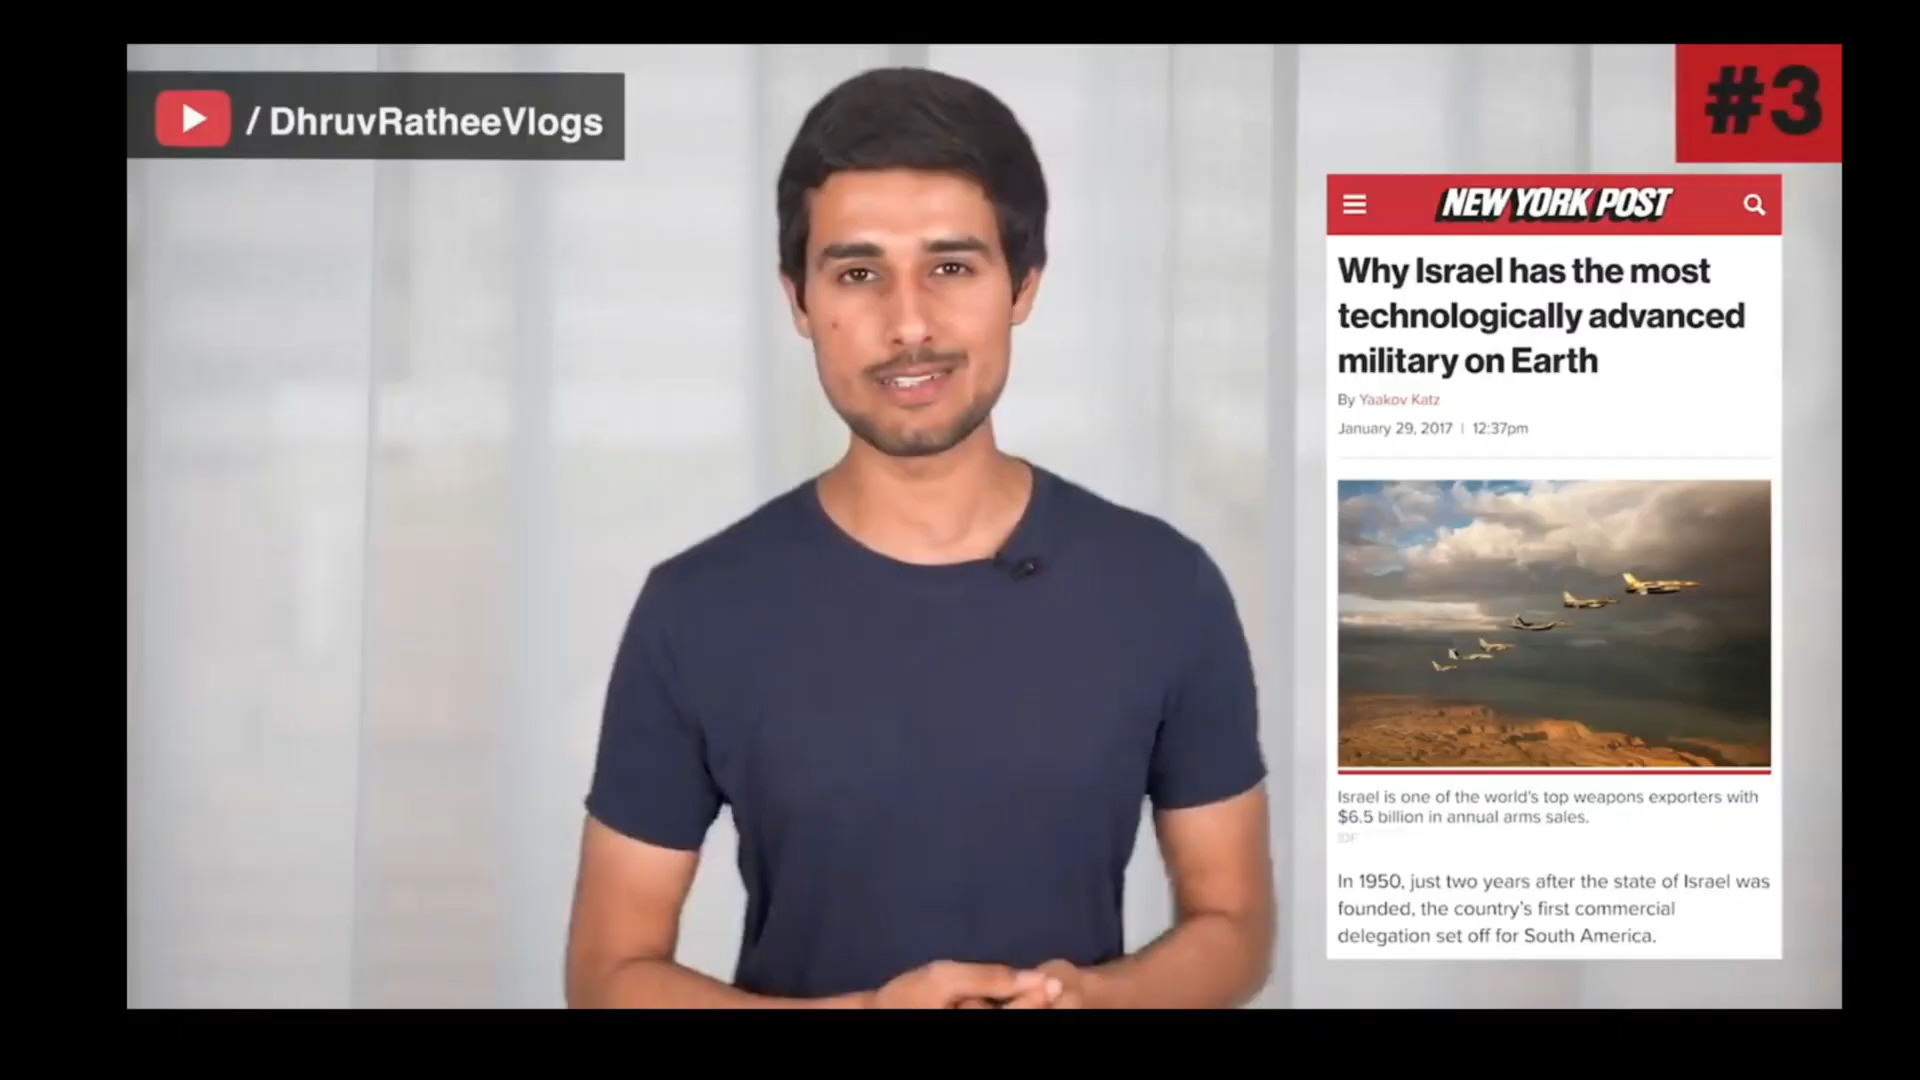 / DhruvRatheeVlogs
#3
NEW YORK POST
Why Israel has the most
technologically advanced
military on Earth
By Yaakov Katz
January 29, 2017 | 12:37pm
Israel is one of the world's top weapons exporters with
$6.5 billion in annual arms sales.
IDF
In 1950, just two years after the state of Israel was
founded, the country's first commercial
delegation set off for South America.